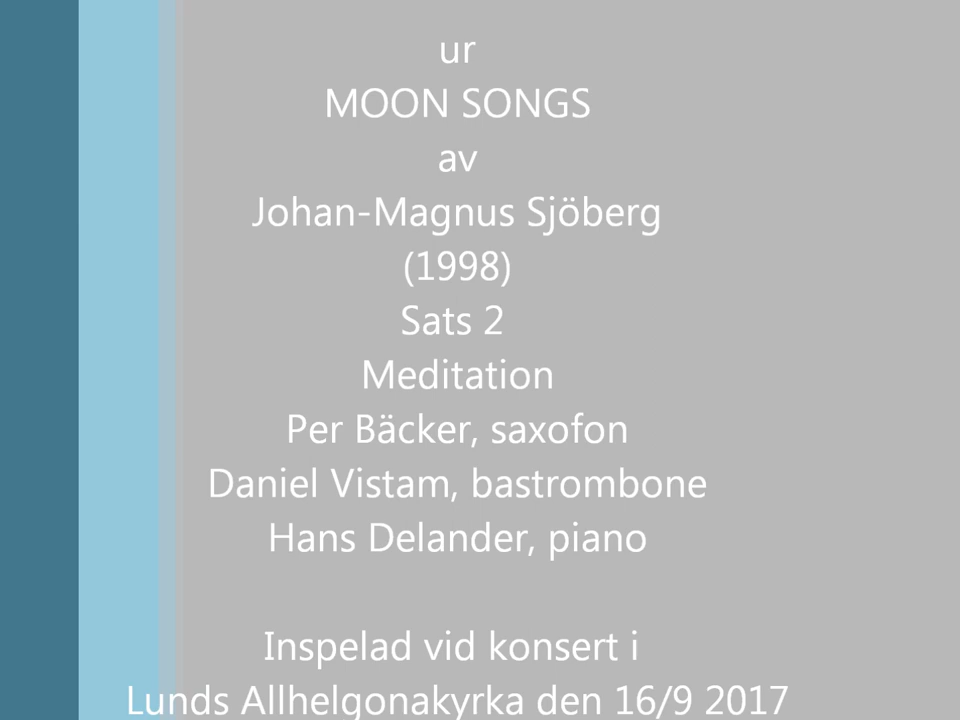 ur
MOON SONGS
av
Johan-Magnus Sjöberg
(1998)
Sats 2
Meditation
Per Bäcker, saxofon
Daniel Vistam, bastrombone
Hans Delander, piano
Inspelad vid konsert i
Lunds Allhelgonakyrka den 16/9 2017